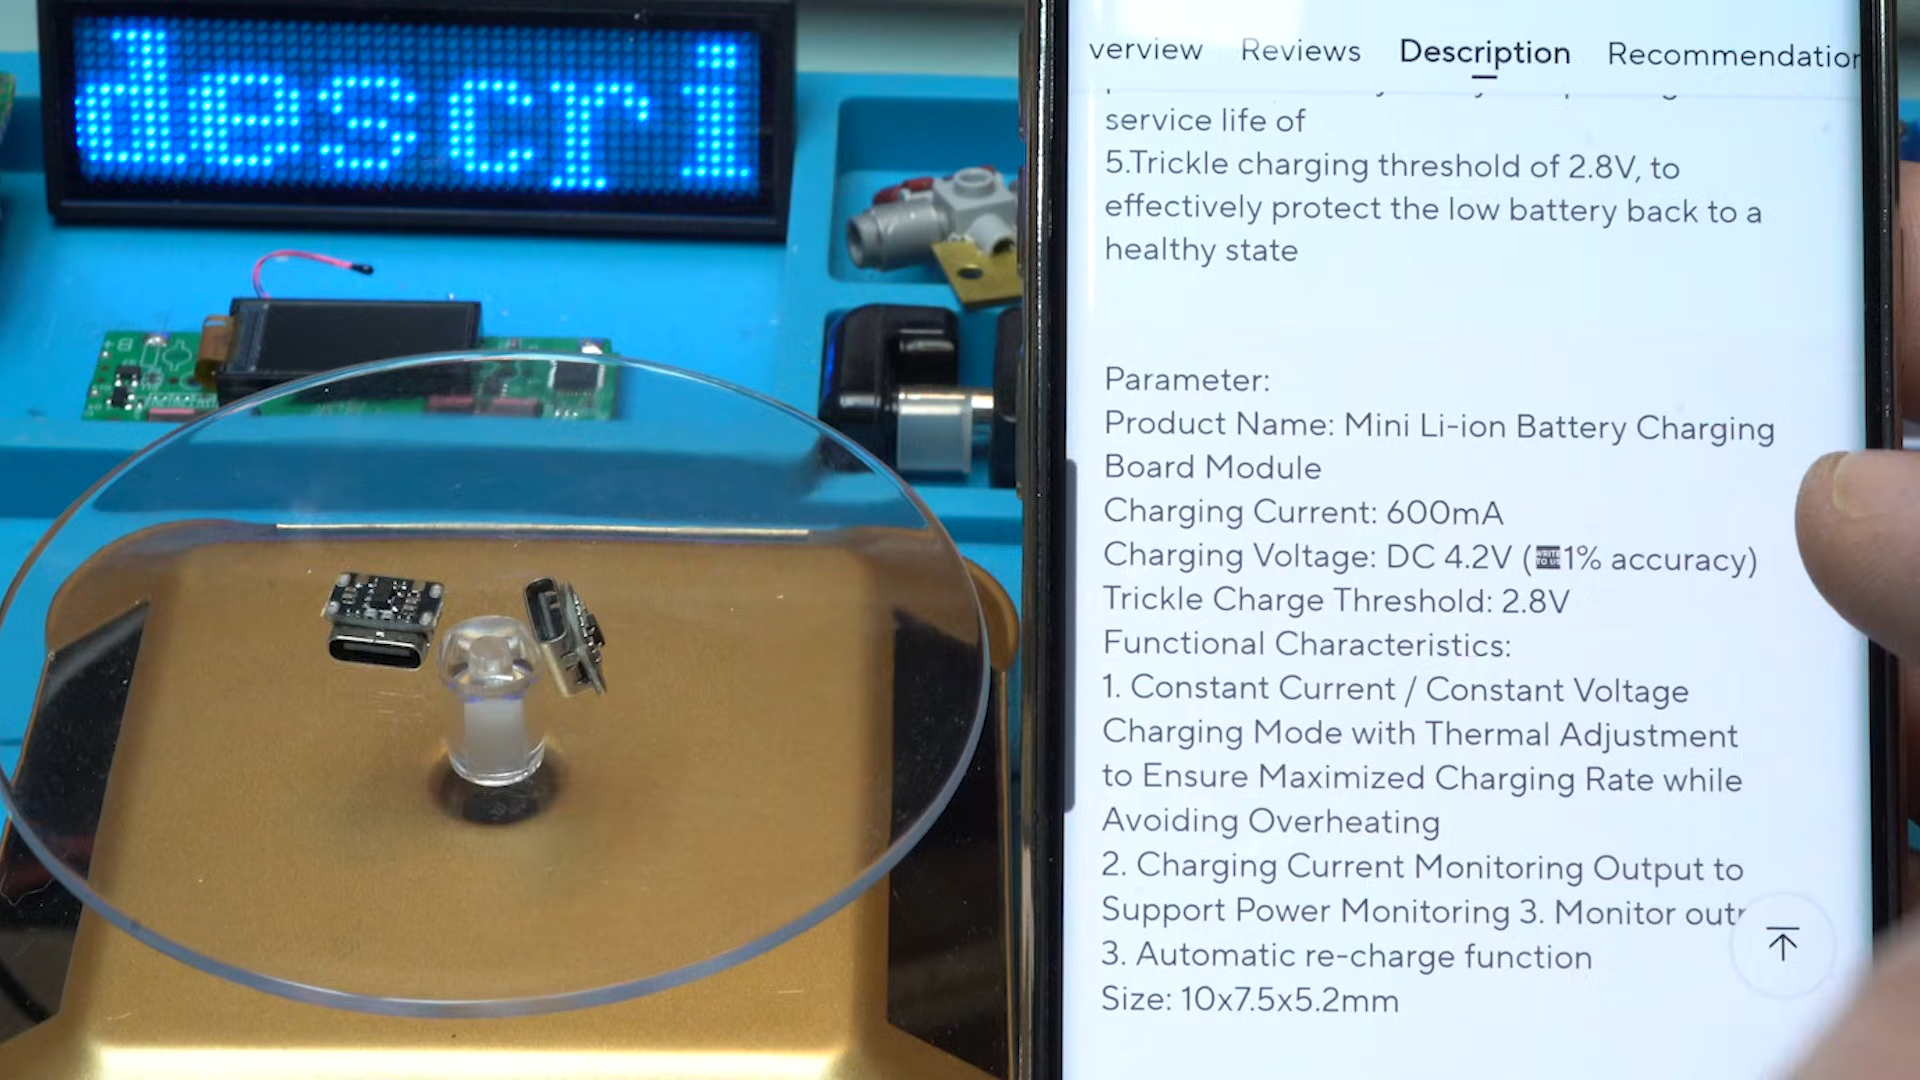 descri
verview Reviews Description Recommendation
service life of
5.Trickle charging threshold of 2.8V, to
effectively protect the low battery back to a
healthy state
Parameter:
Product Name: Mini Li-ion Battery Charging
Board Module
Charging Current: 600mA
Charging Voltage: DC 4.2V (1% accuracy)
Trickle Charge Threshold: 2.8V
Functional Characteristics:
1. Constant Current / Constant Voltage
Charging Mode with Thermal Adjustment
to Ensure Maximized Charging Rate while
Avoiding Overheating
2. Charging Current Monitoring Output to
Support Power Monitoring 3. Monitor out
3. Automatic re-charge function
Size: 10x7.5x5.2mm